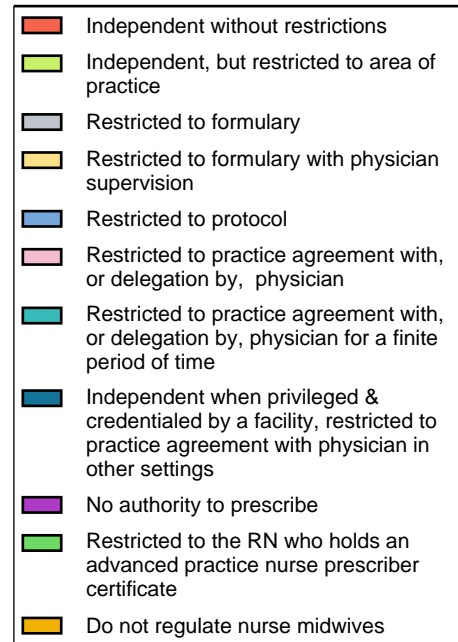 Independent without restrictions
Independent, but restricted to area of
practice
Restricted to formulary
Restricted to formulary with physician
supervision
Restricted to protocol
Restricted to practice agreement with,
or delegation by,  physician
Restricted to practice agreement with,
or delegation by, physician for a finite
period of time
Independent when privileged &
credentialed by a facility, restricted to
practice agreement with physician in
other settings
No authority to prescribe
Restricted to the RN who holds an
advanced practice nurse prescriber
certificate
Do not regulate nurse midwives